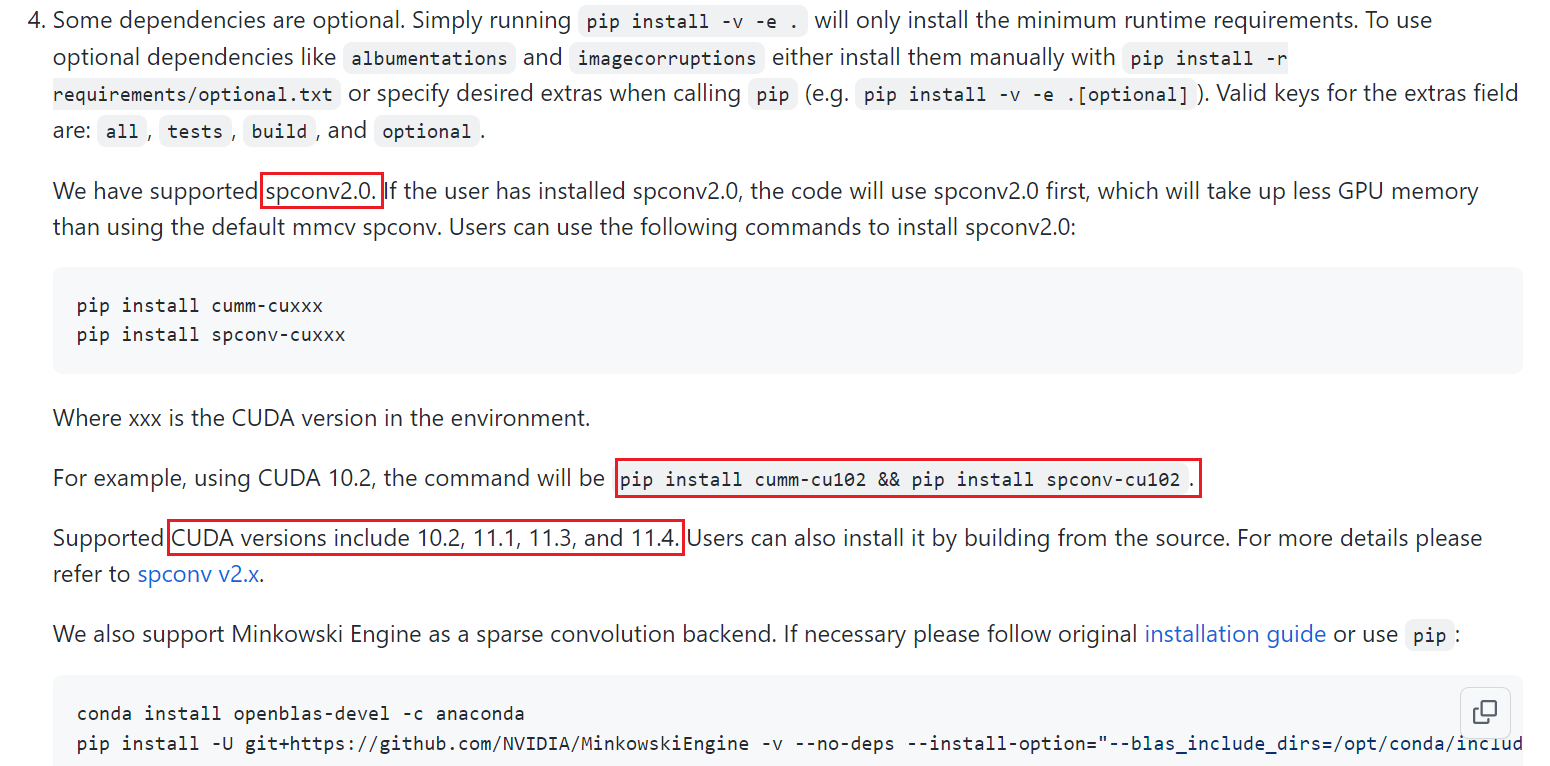 4. Some dependencies are optional. Simply running pip install -v -e . will only install the minimum runtime requirements. To use
optional dependencies like albumentations and imagecorruptions either install them manually with pip install -r
requirements/optional.txt or specify desired extras when calling pip (e.g. pip install -v -e .[optional] ). Valid keys for the extras field
are: all , tests , build , and optional .
We have supported spconv2.0. If the user has installed spconv2.0, the code will use spconv2.0 first, which will take up less GPU memory
than using the default mmcv spconv. Users can use the following commands to install spconv2.0:
pip install cumm-cuxxx
pip install spconv-cuxxx
Where xxx is the CUDA version in the environment.
For example, using CUDA 10.2, the command will be pip install cumm-cu102 && pip install spconv-cu102 .
Supported CUDA versions include 10.2, 11.1, 11.3, and 11.4. Users can also install it by building from the source. For more details please
refer to spconv v2.x.
We also support Minkowski Engine as a sparse convolution backend. If necessary please follow original installation guide or use pip :
conda install openblas-devel -c anaconda
pip install -U git+https://github.com/NVIDIA/MinkowskiEngine -v --no-deps --install-option="--blas_include_dirs=/opt/conda/includ